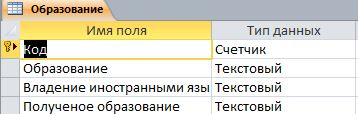 Образование
Имя поля Тип данных
Код Счетчик
Образование Текстовый
Владение иностранными язы Текстовый
Полученое образование Текстовый